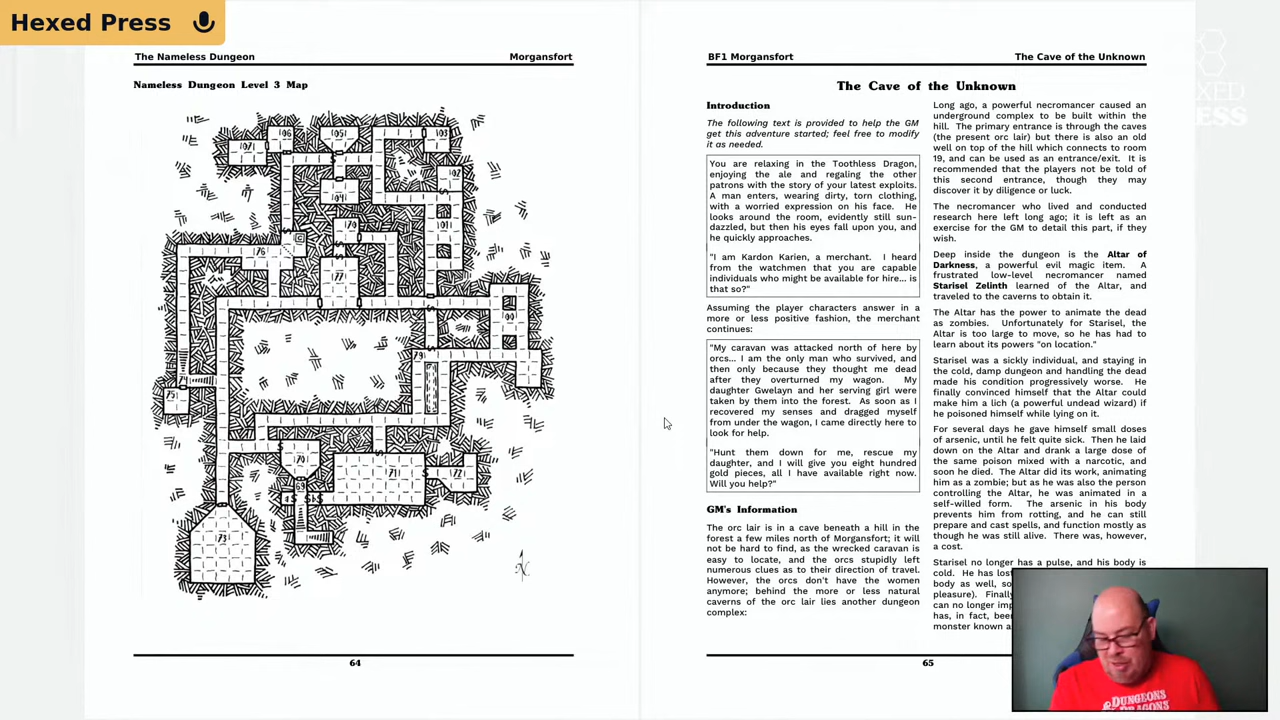 Hexed Press
The Nameless Dungeon
Morgansfort
Nameless Dungeon Level 3 Map
106
105
103
107
102
104
101
76
77
79
74
75
70
71
72
69
73
N
64
BF1 Morgansfort
The Cave of the Unknown
The Cave of the Unknown
Introduction
The following text is provided to help the GM
get this adventure started; feel free to modify
it as needed.
You are relaxing in the Toothless Dragon,
enjoying the ale and regaling the other
patrons with the story of your latest exploits.
A man enters, wearing dirty, torn clothing,
with a worried expression on his face. He
looks around the room, evidently still sun-
dazzled, but then his eyes fall upon you, and
he quickly approaches.
"I am Kardon Karien, a merchant. I heard
from the watchmen that you are capable
individuals who might be available for hire... is
that so?"
Assuming the player characters answer in a
more or less positive fashion, the merchant
continues:
"My caravan was attacked north of here by
orcs... I am the only man who survived, and
then only because they thought me dead
after they overturned my wagon. My
daughter Gwelayn and her serving girl were
taken by them into the forest. As soon as I
recovered my senses and dragged myself
from under the wagon, I came directly here to
look for help.
"Hunt them down for me, rescue my
daughter, and I will give you eight hundred
gold pieces, all I have available right now.
Will you help?"
GM's Information
The orc lair is in a cave beneath a hill in the
forest a few miles north of Morgansfort; it will
not be hard to find, as the wrecked caravan is
easy to locate, and the orcs stupidly left
numerous clues as to their direction of travel.
However, the orcs don't have the women
anymore; behind the more or less natural
caverns of the orc lair lies another dungeon
complex:
Long ago, a powerful necromancer caused an
underground complex to be built within the
hill. The primary entrance is through the caves
(the present orc lair) but there is also an old
well on top of the hill which connects to room
19, and can be used as an entrance/exit. It is
recommended that the players not be told of
this second entrance, though they may
discover it by diligence or luck.
The necromancer who lived and conducted
research here left long ago; it is left as an
exercise for the GM to detail this part, if they
wish.
Deep inside the dungeon is the Altar of
Darkness, a powerful evil magic item. A
frustrated low-level necromancer named
Starisel Zelinth learned of the Altar, and
traveled to the caverns to obtain it.
The Altar has the power to animate the dead
as zombies. Unfortunately for Starisel, the
Altar is too large to move, so he has had to
learn about its powers "on location."
Starisel was a sickly individual, and staying in
the cold, damp dungeon and handling the dead
made his condition progressively worse. He
finally convinced himself that the Altar could
make him a lich (a powerful undead wizard) if
he poisoned himself while lying on it.
For several days he gave himself small doses
of arsenic, until he felt quite sick. Then he laid
down on the Altar and drank a large dose of
the same poison mixed with a narcotic, and
soon he died. The Altar did its work, animating
him as a zombie; but as he was also the person
controlling the Altar, he was animated in a
self-willed form. The arsenic in his body
prevents him from rotting, and he can still
prepare and cast spells, and function mostly as
though he was still alive. There was, however,
a cost.
Starisel no longer has a pulse, and his body is
cold. He has lost
body as well, so
pleasure). Finally
can no longer
has, in fact, been
monster known
65
DUNGEONS
DRAGONS